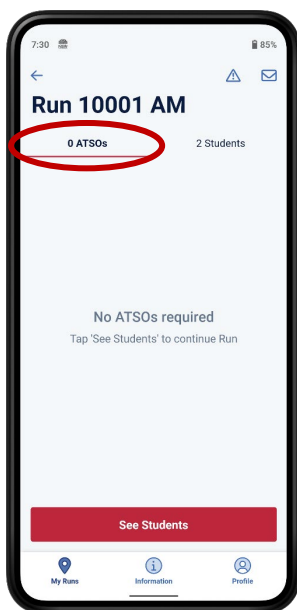 7:30 85%
Run 10001 AM
0 ATSOs 2 Students
No ATSOs required
Tap 'See Students' to continue Run
See Students
My Runs Information Profile